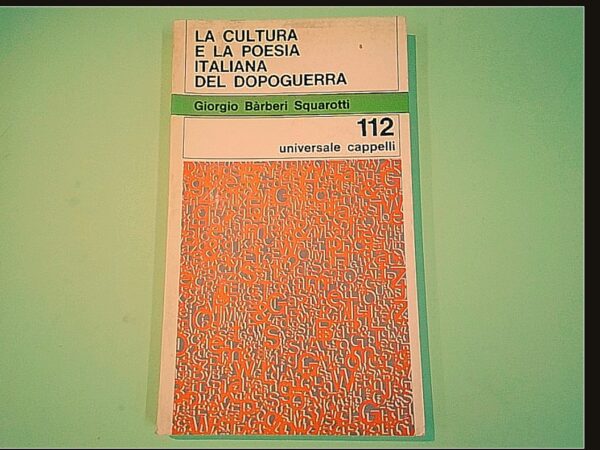 LA CULTURA
E LA POESIA
ITALIANA
DEL DOPOGUERRA
Giorgio Bàrberi Squarotti
112
universale cappelli